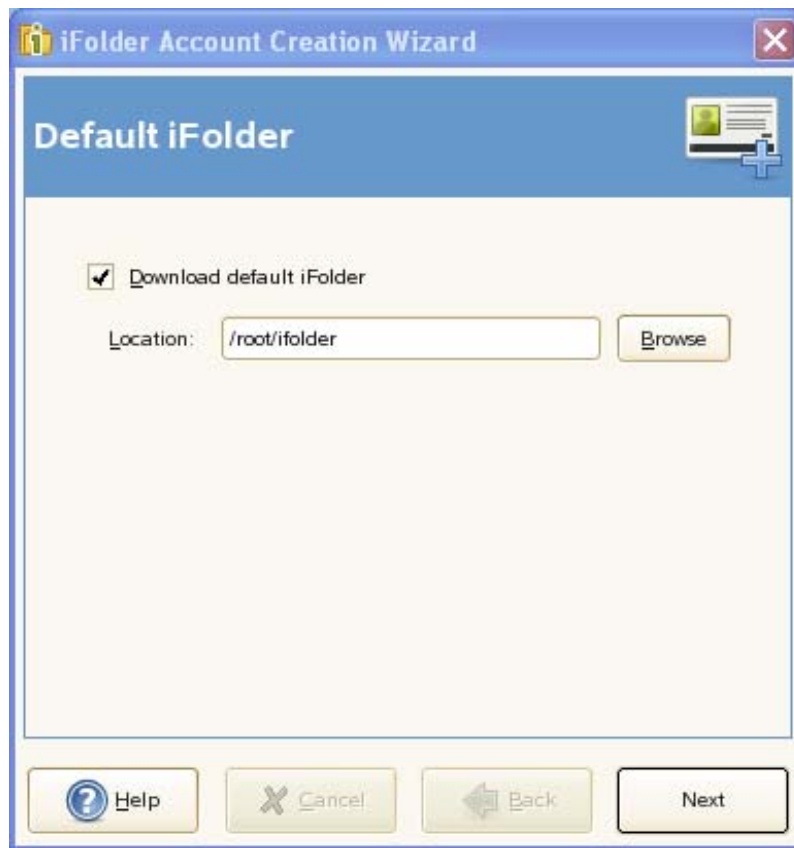 iFolder Account Creation Wizard
Default iFolder
Download default iFolder
Location: /root/ifolder Browse
Help Cancel Back Next